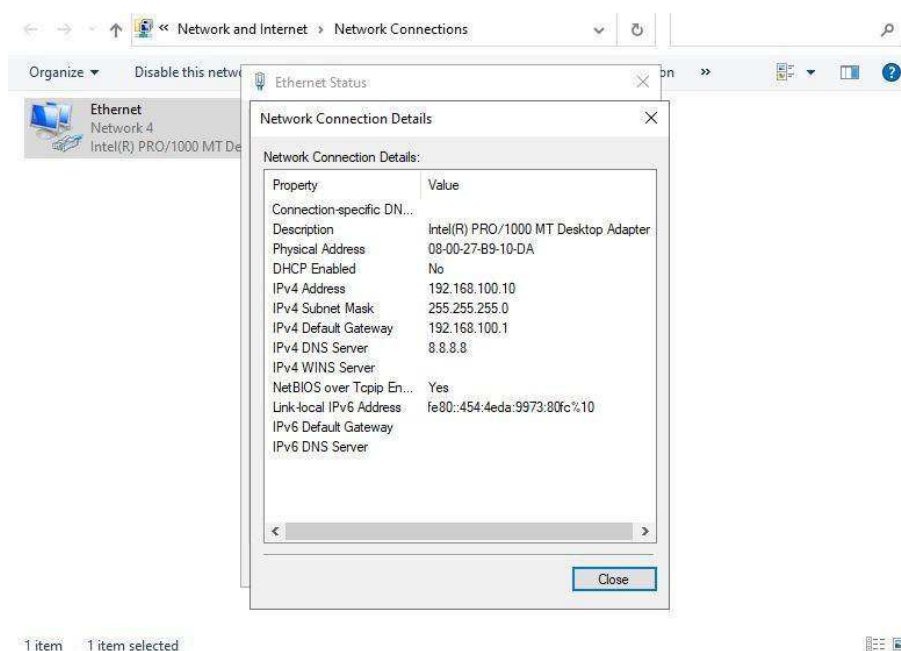 « Network and Internet › Network Connections
Organize Disable this netwo on »
Ethernet Status
Ethernet
Network 4
Intel(R) PRO/1000 MT De
Network Connection Details
Network Connection Details:
Property Value
Connection-specific DN...
Description Intel(R) PRO/1000 MT Desktop Adapter
Physical Address 08-00-27-B9-10-DA
DHCP Enabled No
IPv4 Address 192.168.100.10
IPv4 Subnet Mask 255.255.255.0
IPv4 Default Gateway 192.168.100.1
IPv4 DNS Server 8.8.8.8
IPv4 WINS Server
NetBIOS over Tcpip En... Yes
Link-local IPv6 Address fe80::454:4eda:9973:80fc%10
IPv6 Default Gateway
IPv6 DNS Server
Close
1 item 1 item selected